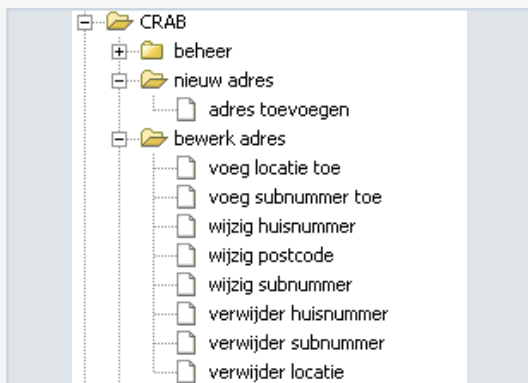 CRAB
beheer
nieuw adres
adres toevoegen
bewerk adres
voeg locatie toe
voeg subnummer toe
wijzig huisnummer
wijzig postcode
wijzig subnummer
verwijder huisnummer
verwijder subnummer
verwijder locatie